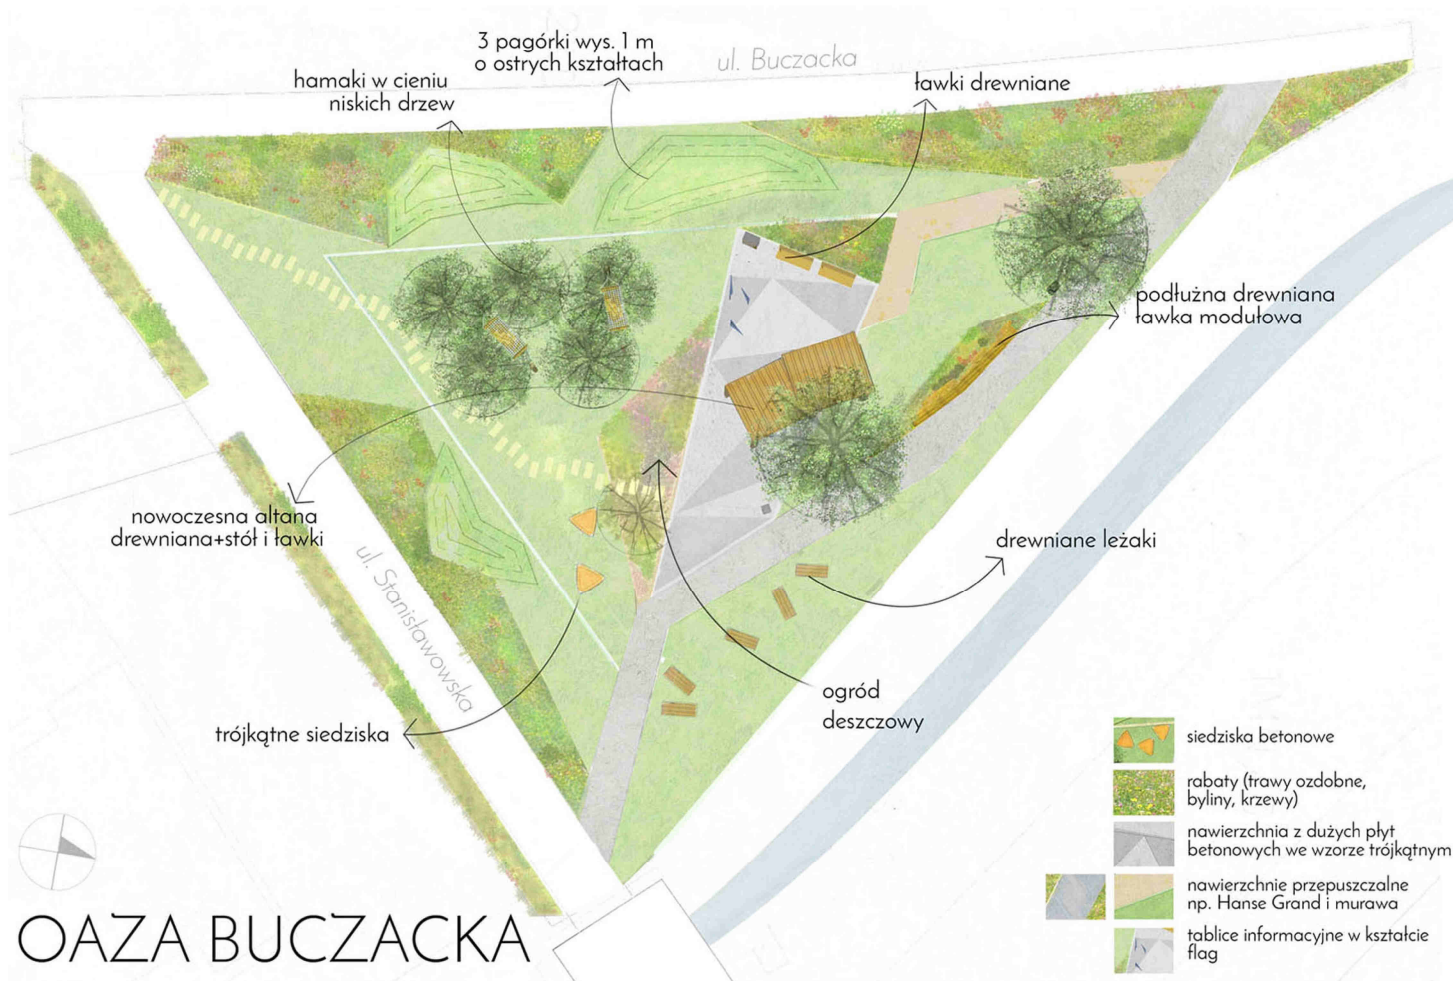 3 pagórki wys. 1 m
o ostrych kształtach
ul. Buczacka
hamaki w cieniu
niskich drzew
ławki drewniane
podłużna drewniana
ławka modułowa
nowoczesna altana
drewniana+stół i ławki
drewniane leżaki
ul. Stanisławowska
ogród
deszczowy
trójkątne siedziska
siedziska betonowe
rabaty (trawy ozdobne,
byliny, krzewy)
nawierzchnia z dużych płyt
betonowych we wzorze trójkątnym
nawierzchnie przepuszczalne
np. Hanse Grand i murawa
tablice informacyjne w kształcie
flag
OAZA BUCZACKA